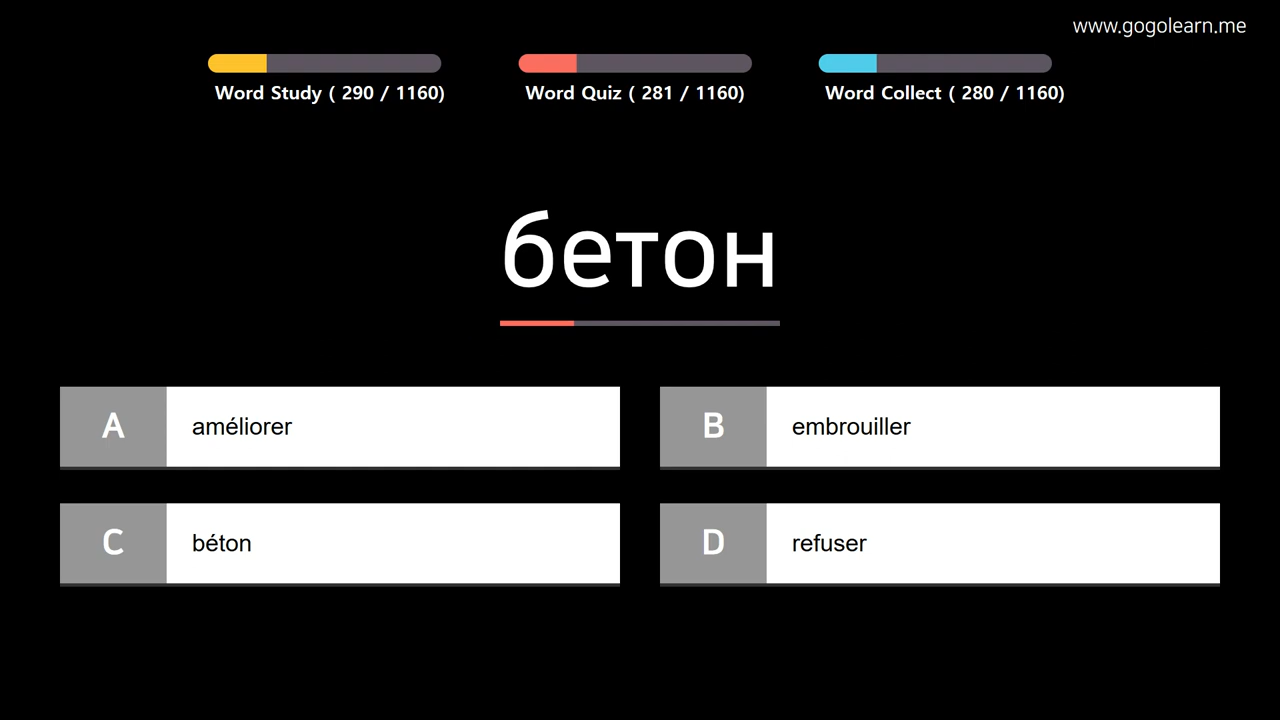 www.gogolearn.me
Word Study ( 290 / 1160)
Word Quiz ( 281 / 1160)
Word Collect ( 280 / 1160)
бетон
A
améliorer
B
embrouiller
C
béton
D
refuser